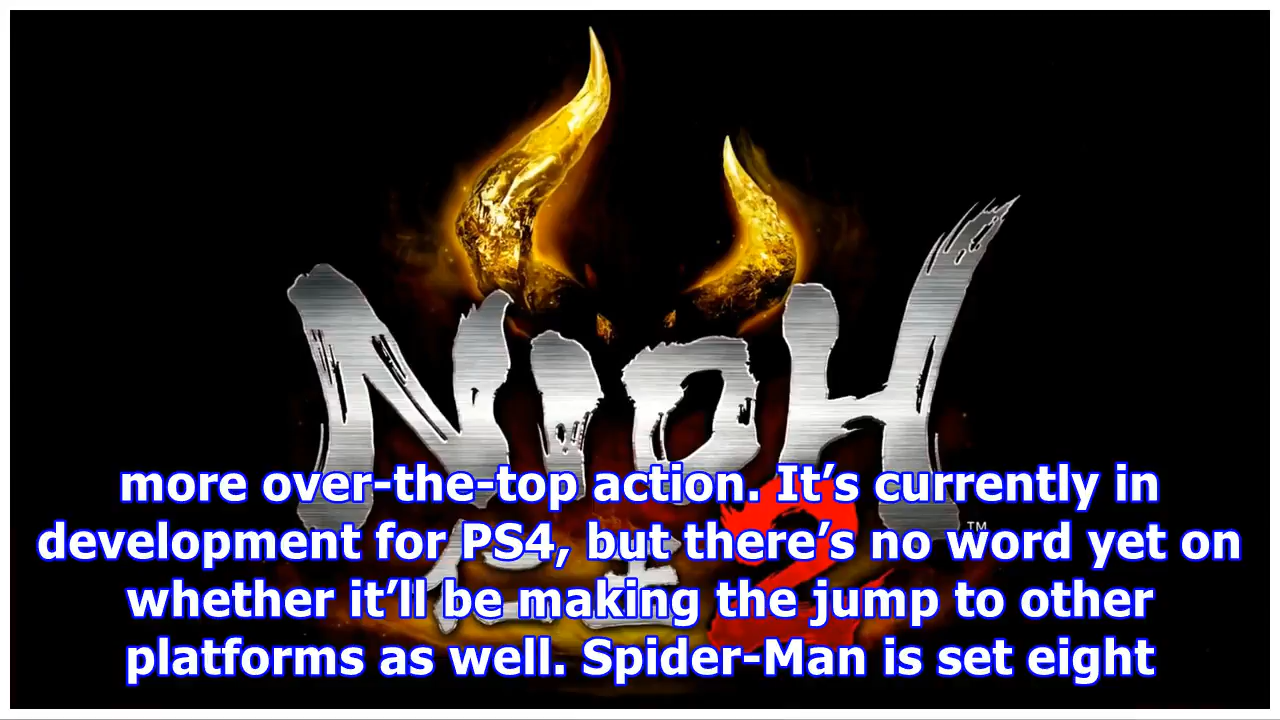 NIOH
2
™
more over-the-top action. It’s currently in
development for PS4, but there’s no word yet on
whether it’ll be making the jump to other
platforms as well. Spider-Man is set eight